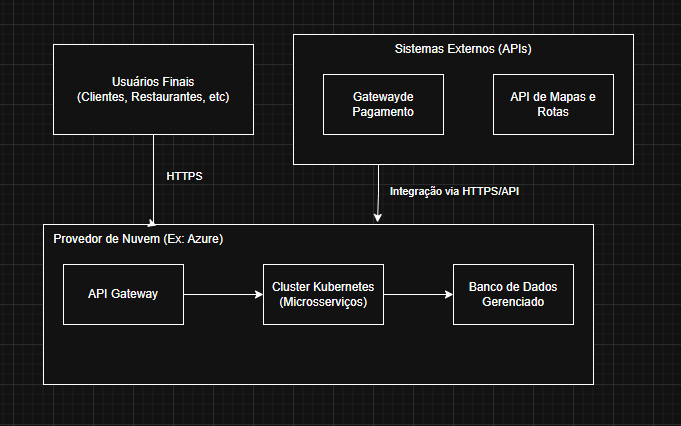 Usuários Finais
(Clientes, Restaurantes, etc)
Sistemas Externos (APIs)
Gatewayde
Pagamento
API de Mapas e
Rotas
HTTPS
Integração via HTTPS/API
Provedor de Nuvem (Ex: Azure)
API Gateway
Cluster Kubernetes
(Microsserviços)
Banco de Dados
Gerenciado